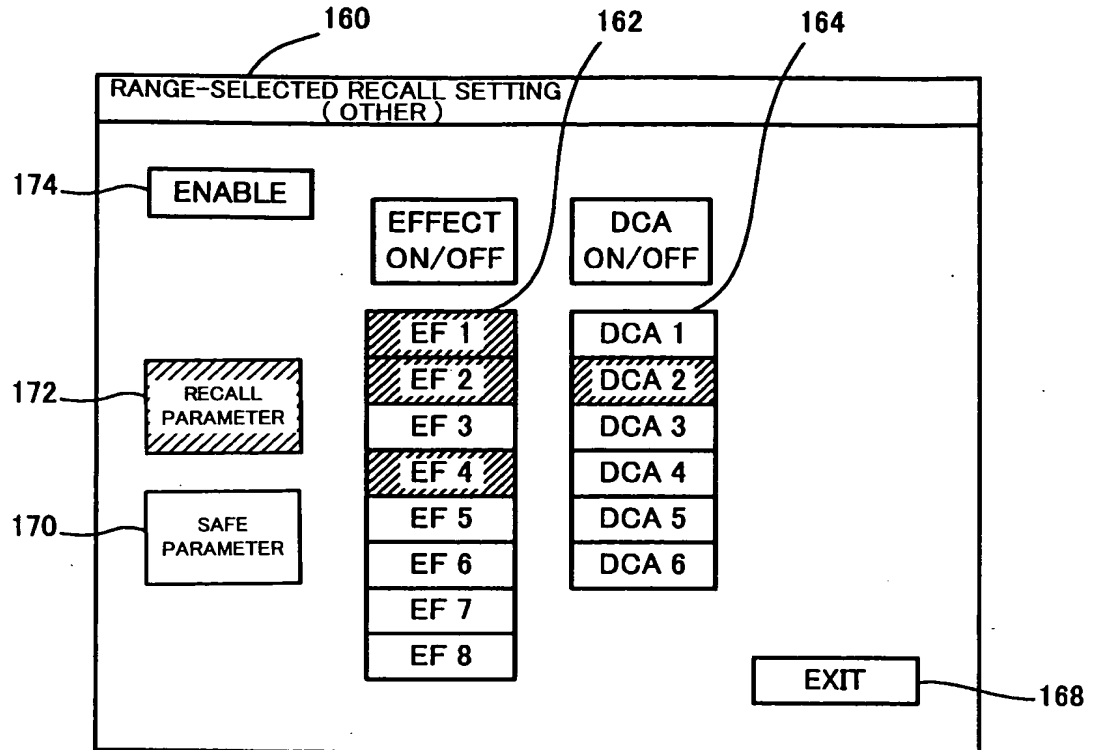 160
162
164
RANGE-SELECTED RECALL SETTING
( OTHER )
174
ENABLE
EFFECT
ON/OFF
DCA
ON/OFF
EF 1
EF 2
EF 3
EF 4
EF 5
EF 6
EF 7
EF 8
DCA 1
DCA 2
DCA 3
DCA 4
DCA 5
DCA 6
172
RECALL
PARAMETER
170
SAFE
PARAMETER
EXIT
168